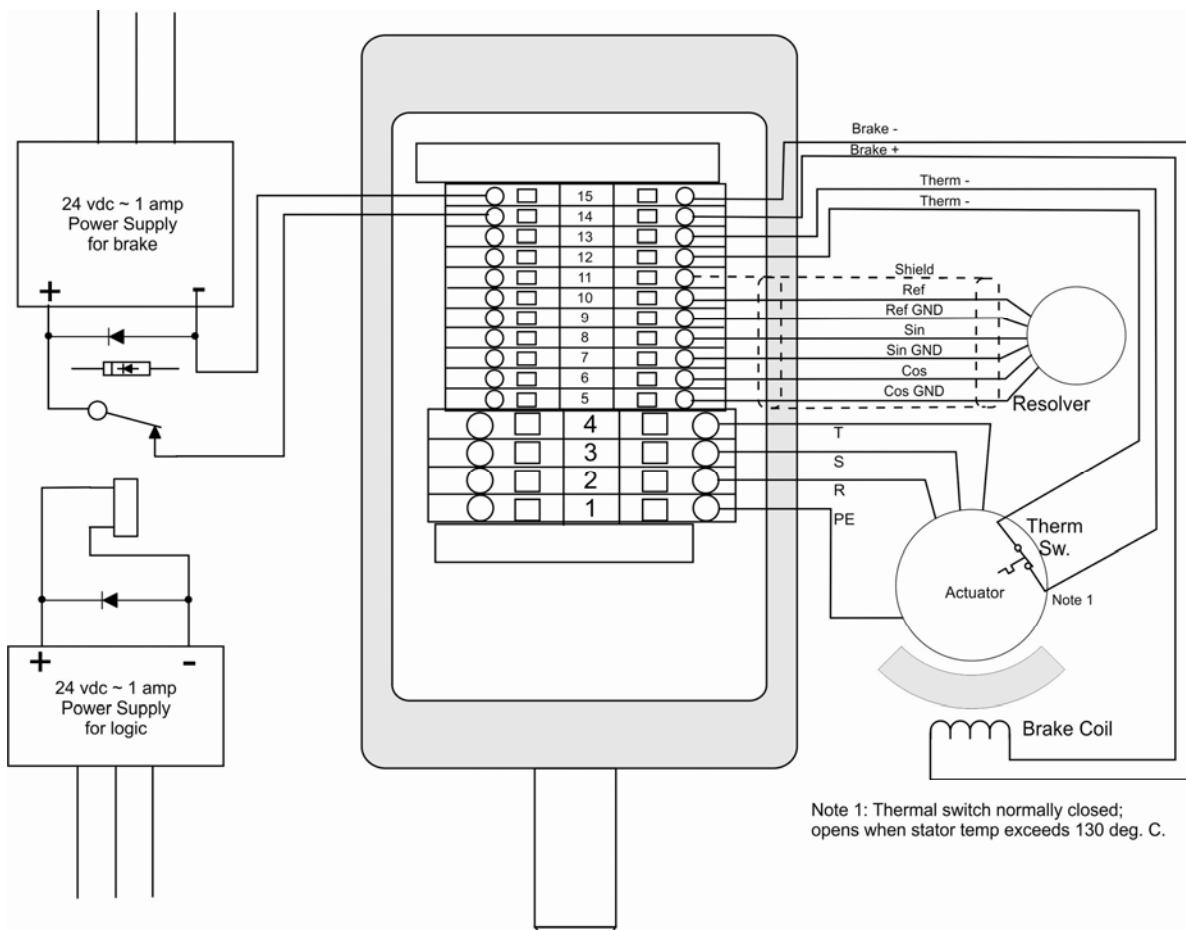 24 vdc ~ 1 amp
Power Supply
for brake
+
-
+
-
24 vdc ~ 1 amp
Power Supply
for logic
15
14
13
12
11
10
9
8
7
6
5
4
3
2
1
Brake -
Brake +
Therm -
Therm -
Shield
Ref
Ref GND
Sin
Sin GND
Cos
Cos GND
Resolver
T
S
R
PE
Therm
Sw.
Actuator
Note 1
Brake Coil
Note 1: Thermal switch normally closed;
opens when stator temp exceeds 130 deg. C.